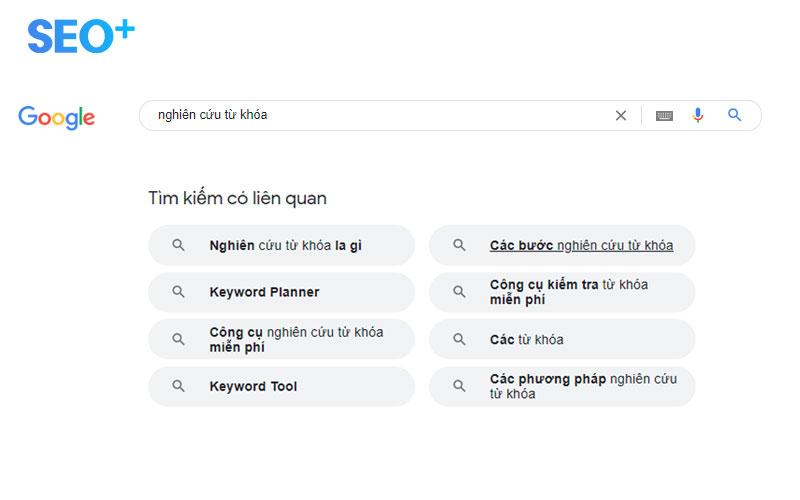 SEO+
Google
nghiên cứu từ khóa
Tìm kiếm có liên quan
Nghiên cứu từ khóa la gì
Các bước nghiên cứu từ khóa
Keyword Planner
Công cụ kiểm tra từ khóa
miễn phí
Công cụ nghiên cứu từ khóa
miễn phí
Các từ khóa
Keyword Tool
Các phương pháp nghiên cứu
từ khóa